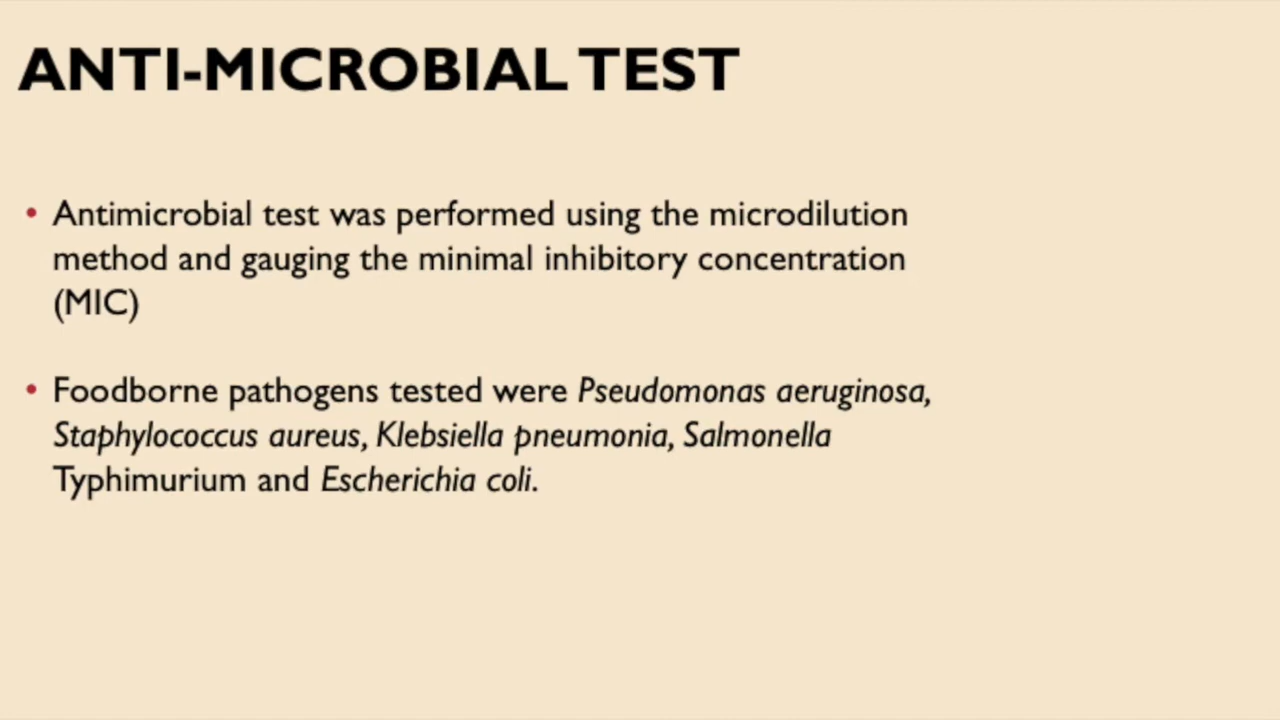 ANTI-MICROBIAL TEST
• Antimicrobial test was performed using the microdilution
method and gauging the minimal inhibitory concentration
(MIC)
• Foodborne pathogens tested were Pseudomonas aeruginosa,
Staphylococcus aureus, Klebsiella pneumonia, Salmonella
Typhimurium and Escherichia coli.